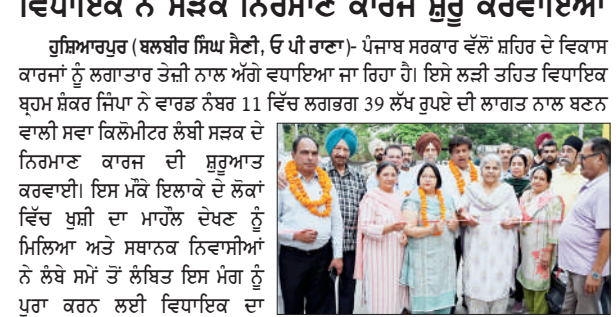 ਵਿਧਾਇਕ ਨੇ ਸੜਕ ਨਿਰਮਾਣ ਕਾਰਜ ਸ਼ੁਰੂ ਕਰਵਾਇਆ
ਹੁਸ਼ਿਆਰਪੁਰ (ਬਲਬੀਰ ਸਿੰਘ ਸੈਣੀ, ਓ ਪੀ ਰਾਣਾ)- ਪੰਜਾਬ ਸਰਕਾਰ ਵੱਲੋਂ ਸ਼ਹਿਰ ਦੇ ਵਿਕਾਸ
ਕਾਰਜਾਂ ਨੂੰ ਲਗਾਤਾਰ ਤੇਜ਼ੀ ਨਾਲ ਅੱਗੇ ਵਧਾਇਆ ਜਾ ਰਿਹਾ ਹੈ। ਇਸੇ ਲੜੀ ਤਹਿਤ ਵਿਧਾਇਕ
ਬ੍ਰਹਮ ਸ਼ੰਕਰ ਜਿੰਪਾ ਨੇ ਵਾਰਡ ਨੰਬਰ 11 ਵਿੱਚ ਲਗਭਗ 39 ਲੱਖ ਰੁਪਏ ਦੀ ਲਾਗਤ ਨਾਲ ਬਣਨ
ਵਾਲੀ ਸਵਾ ਕਿਲੋਮੀਟਰ ਲੰਬੀ ਸੜਕ ਦੇ
ਨਿਰਮਾਣ ਕਾਰਜ ਦੀ ਸ਼ੁਰੂਆਤ
ਕਰਵਾਈ। ਇਸ ਮੌਕੇ ਇਲਾਕੇ ਦੇ ਲੋਕਾਂ
ਵਿੱਚ ਖੁਸ਼ੀ ਦਾ ਮਾਹੌਲ ਦੇਖਣ ਨੂੰ
ਮਿਲਿਆ ਅਤੇ ਸਥਾਨਕ ਨਿਵਾਸੀਆਂ
ਨੇ ਲੰਬੇ ਸਮੇਂ ਤੋਂ ਲੰਬਿਤ ਇਸ ਮੰਗ ਨੂੰ
ਪੂਰਾ ਕਰਨ ਲਈ ਵਿਧਾਇਕ ਦਾ